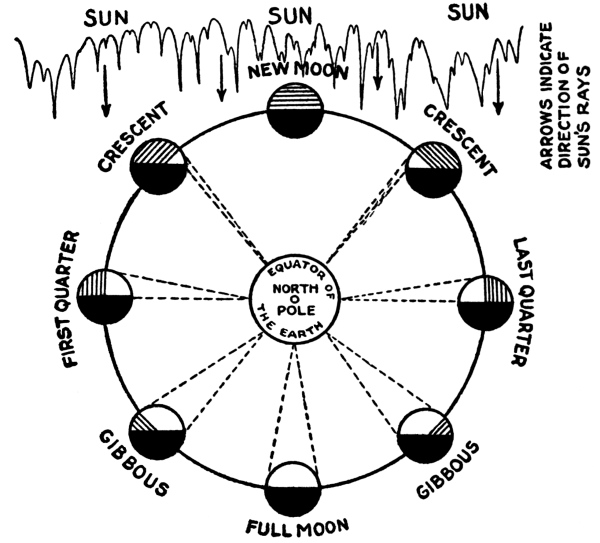 SUN
SUN
SUN
NEW MOON
ARROWS INDICATE
DIRECTION OF
SUN'S RAYS
CRESCENT
CRESCENT
FIRST QUARTER
EQUATOR OF
NORTH
POLE
THE EARTH
LAST QUARTER
GIBBOUS
GIBBOUS
FULL MOON